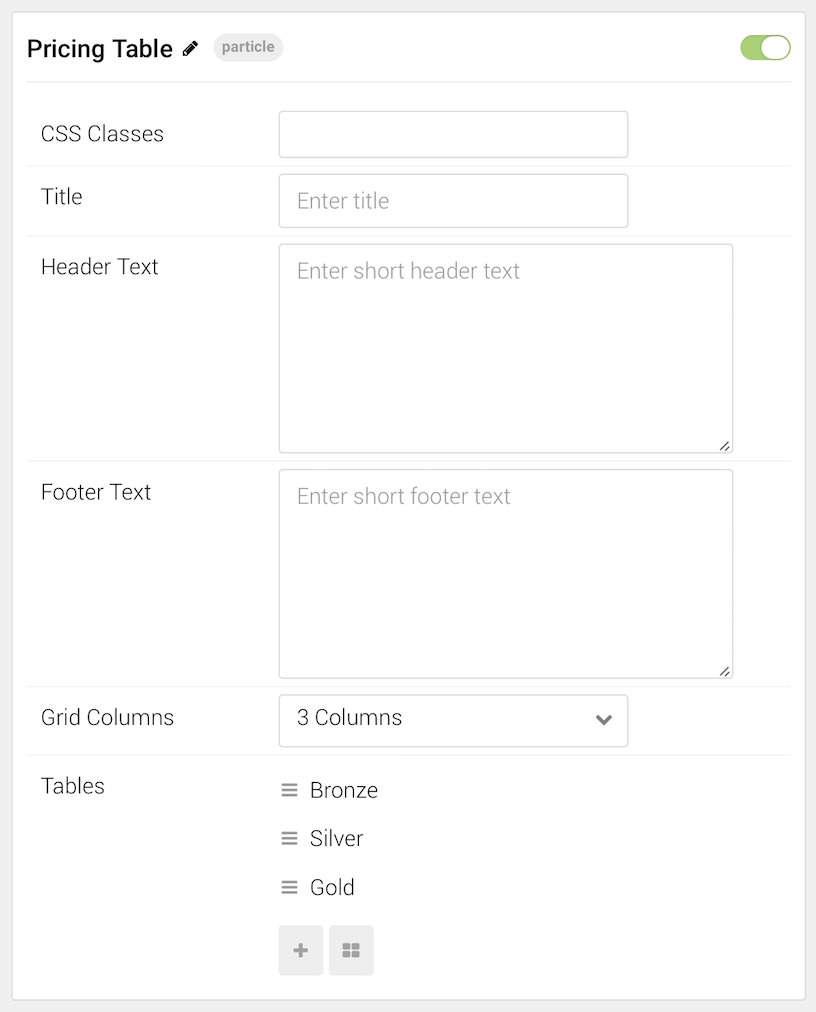 Pricing Table particle
CSS Classes
Title Enter title
Header Text Enter short header text
Footer Text Enter short footer text
Grid Columns 3 Columns
Tables Bronze
Silver
Gold